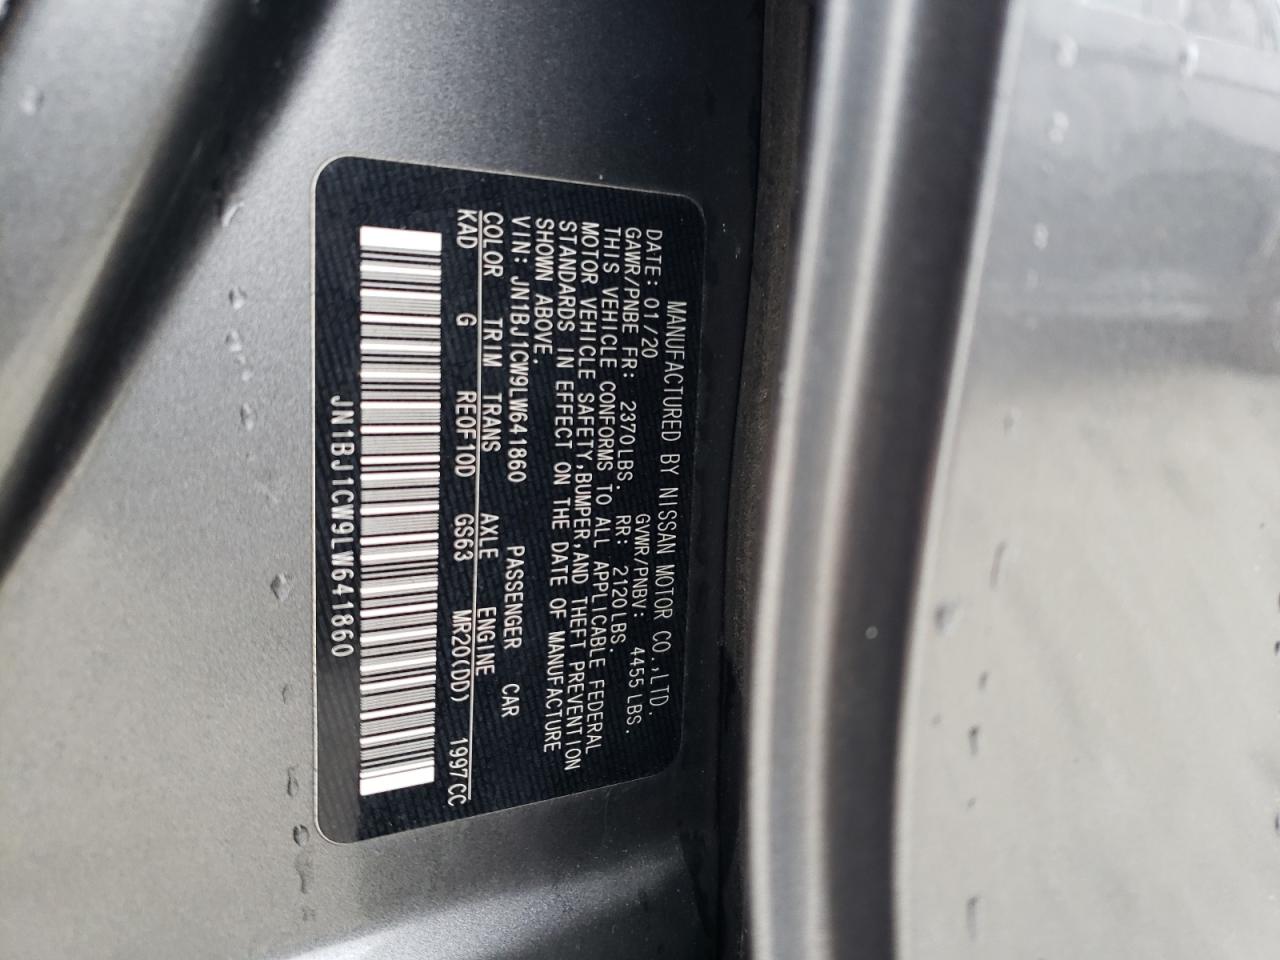 MANUFACTURED BY NISSAN MOTOR CO.,LTD.
DATE: 01/20 GVWR/PNBV: 4455 LBS.
GAWR/PNBE FR: 2370LBS. RR: 2120LBS.
THIS VEHICLE CONFORMS TO ALL APPLICABLE FEDERAL
MOTOR VEHICLE SAFETY,BUMPER,AND THEFT PREVENTION
STANDARDS IN EFFECT ON THE DATE OF MANUFACTURE
SHOWN ABOVE.
VIN: JN1BJ1CW9LW641860 PASSENGER CAR
COLOR TRIM TRANS AXLE ENGINE
KAD G RE0F10D GS63 MR20(DD) 1997CC
JN1BJ1CW9LW641860